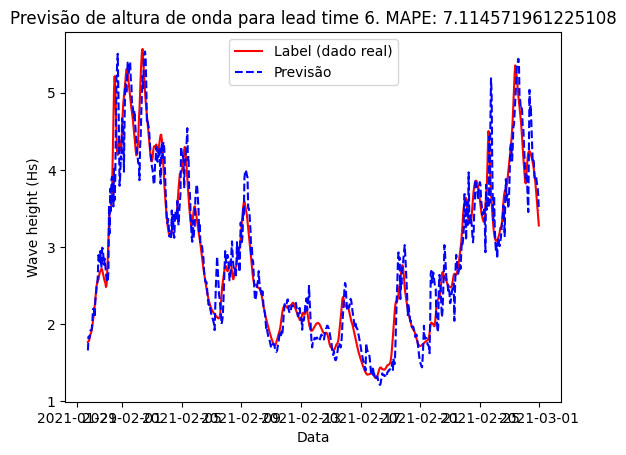 Previsão de altura de onda para lead time 6. MAPE: 7.114571961225108
Label (dado real)
Previsão
Wave height (Hs)
5
4
3
2
1
2021-01-29 2021-02-01 2021-02-05 2021-02-09 2021-02-13 2021-02-17 2021-02-21 2021-02-25 2021-03-01
Data